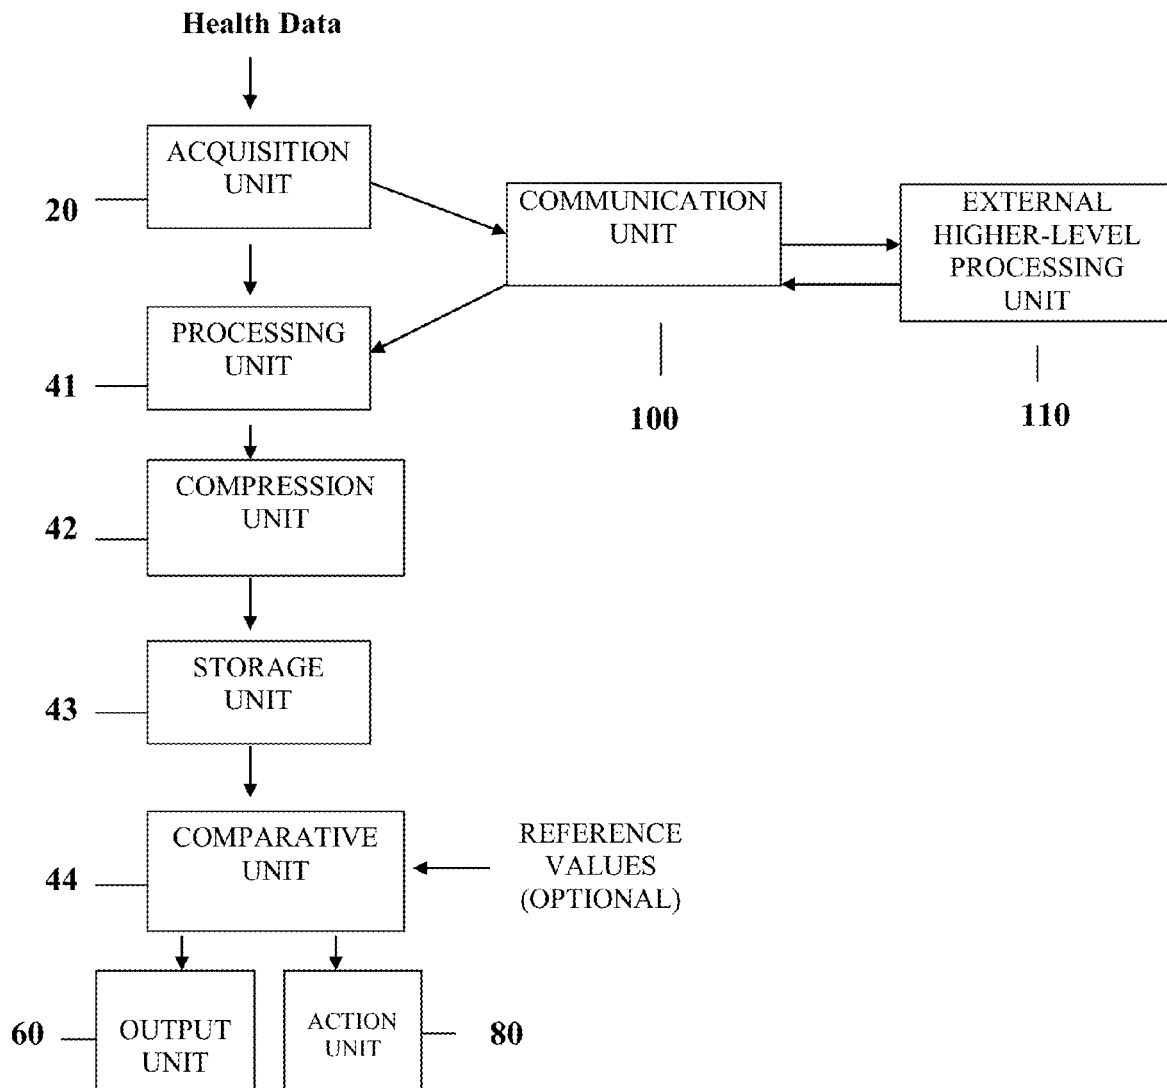 Health Data
ACQUISITION
UNIT
20
COMMUNICATION
UNIT
100
EXTERNAL
HIGHER-LEVEL
PROCESSING
UNIT
110
PROCESSING
UNIT
41
COMPRESSION
UNIT
42
STORAGE
UNIT
43
COMPARATIVE
UNIT
44
REFERENCE
VALUES
(OPTIONAL)
60
OUTPUT
UNIT
ACTION
UNIT
80